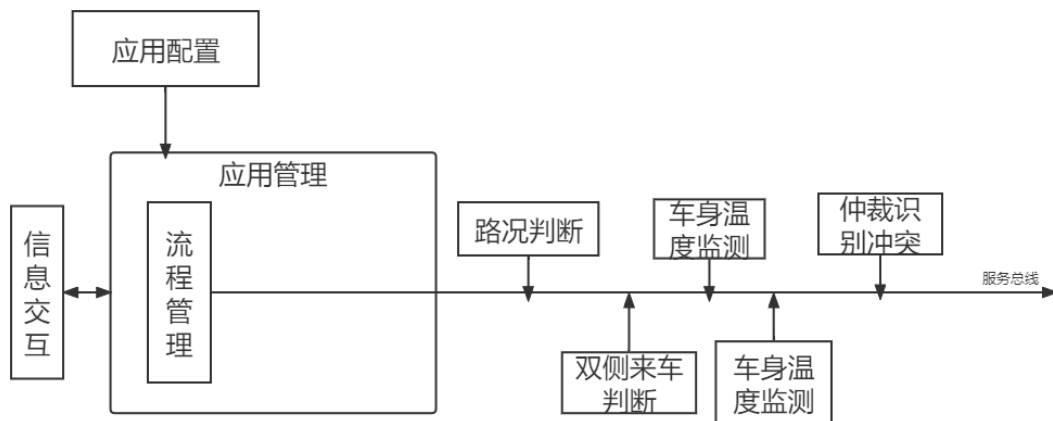 应用配置
应用管理
信
息
交
互
流
程
管
理
路况判断
车身温
度监测
仲裁识
别冲突
服务总线
双侧来车
判断
车身温
度监测